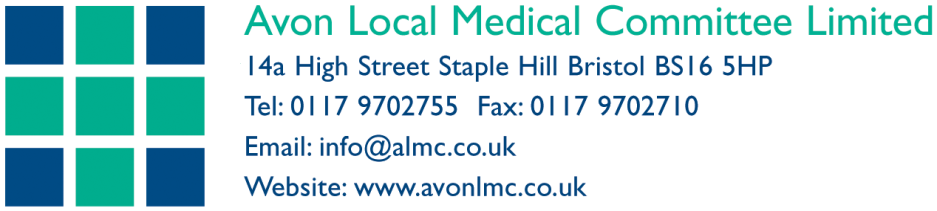 Avon Local Medical Committee Limited
14a High Street Staple Hill Bristol BS16 5HP
Tel: 0117 9702755 Fax: 0117 9702710
Email: info@almc.co.uk
Website: www.avonlmc.co.uk